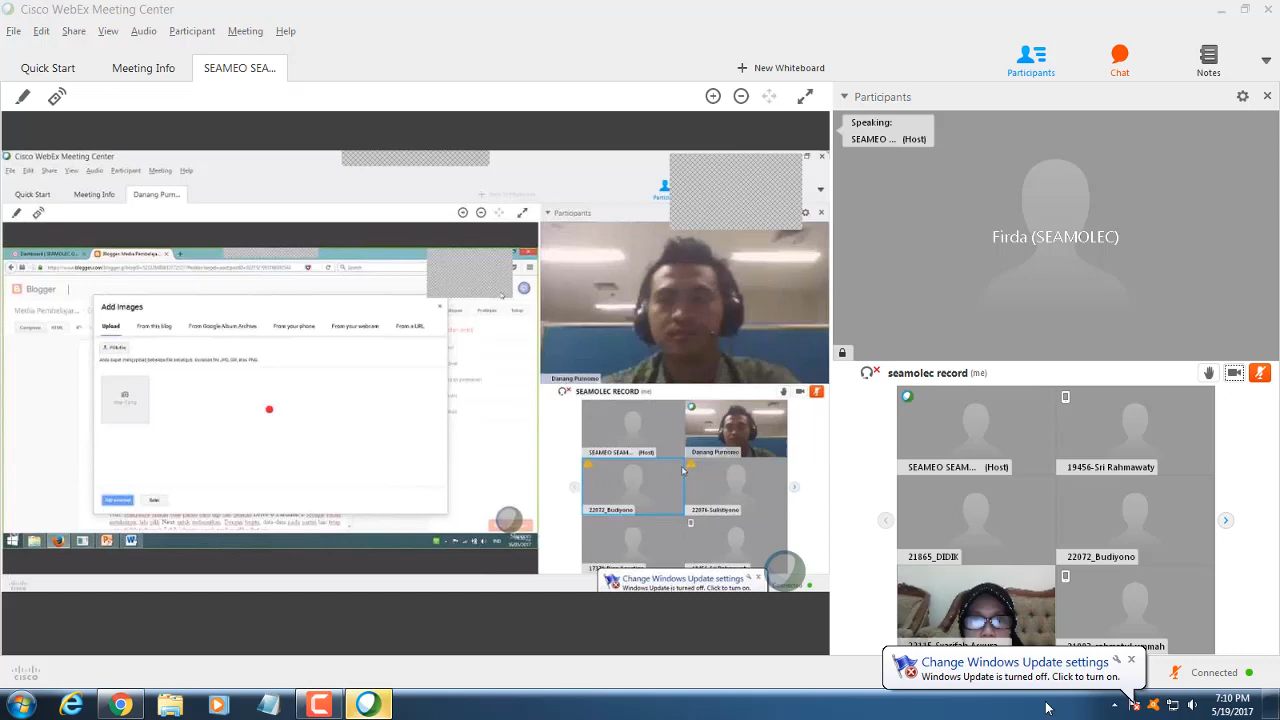 Cisco WebEx Meeting Center
File Edit Share View Audio Participant Meeting Help
Quick Start Meeting Info SEAMEO SEA...
New Whiteboard
Participants Chat Notes
Participants
Speaking:
SEAMEO ... (Host)
Firda (SEAMOLEC)
seamolec record (me)
SEAMEO SEAM... (Host) 19456-Sri Rahmawaty
21865_DIDIK 22072_Budiyono
Cisco WebEx Meeting Center
File Edit Share View Audio Participant Meeting Help
Quick Start Meeting Info Danang Purn...
Participants
Blogger
Media Pembelajar...
Compose HTML
Add Images
Upload From this blog From Google Album Archives From your phone From your webcam From a URL
Danang Purnomo
SEAMOLEC RECORD (me)
SEAMEO SEAM... (Host) Danang Purnomo
22072_Budiyono 22076-Sulistiyono
Change Windows Update settings
Windows Update is turned off. Click to turn on.
Change Windows Update settings
Windows Update is turned off. Click to turn on.
Connected
cisco
7:10 PM
5/19/2017